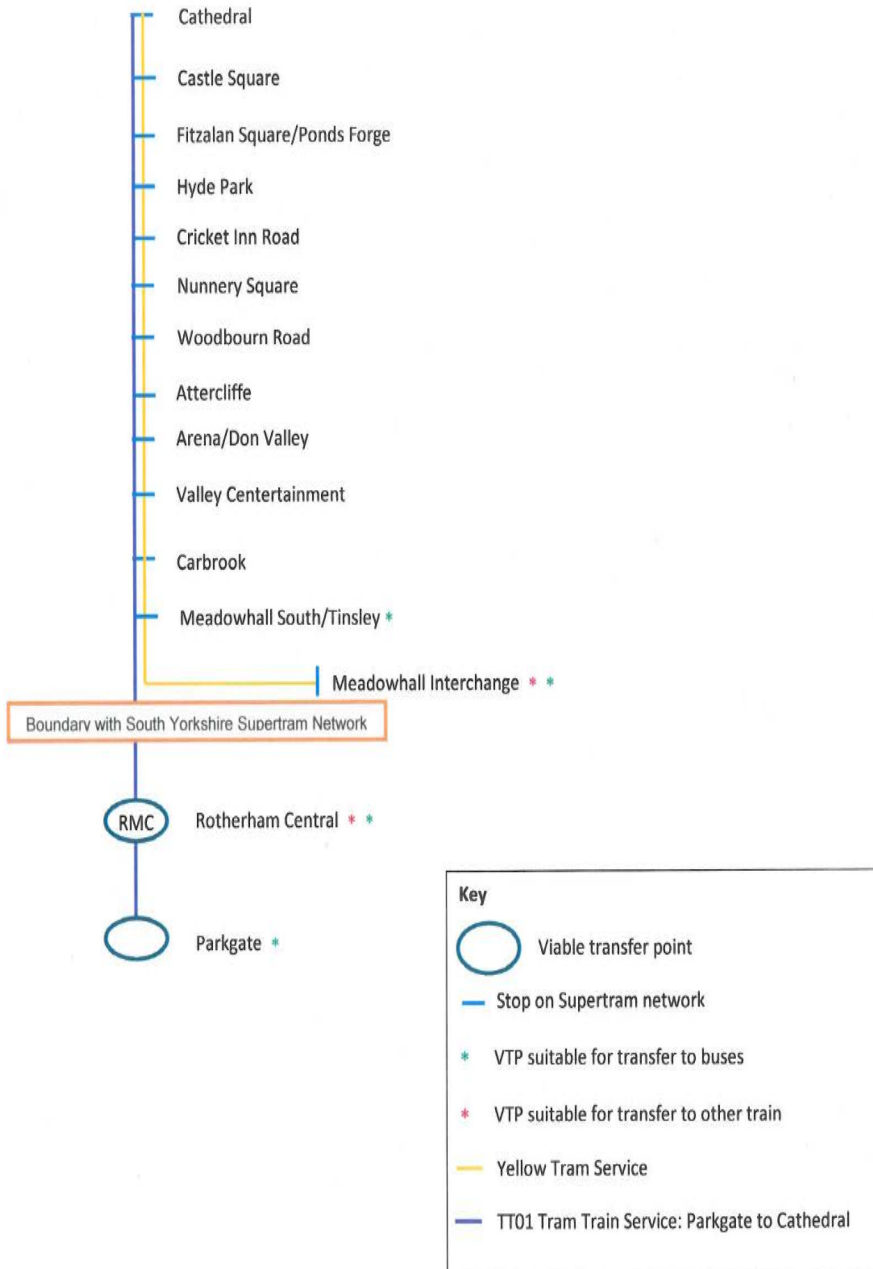 Cathedral
Castle Square
Fitzalan Square/Ponds Forge
Hyde Park
Cricket Inn Road
Nunnery Square
Woodbourn Road
Attercliffe
Arena/Don Valley
Valley Centertainment
Carbrook
Meadowhall South/Tinsley *
Meadowhall Interchange * *
Boundary with South Yorkshire Supertram Network
RMC Rotherham Central * *
Parkgate *
Key
Viable transfer point
Stop on Supertram network
* VTP suitable for transfer to buses
* VTP suitable for transfer to other train
Yellow Tram Service
TT01 Tram Train Service: Parkgate to Cathedral